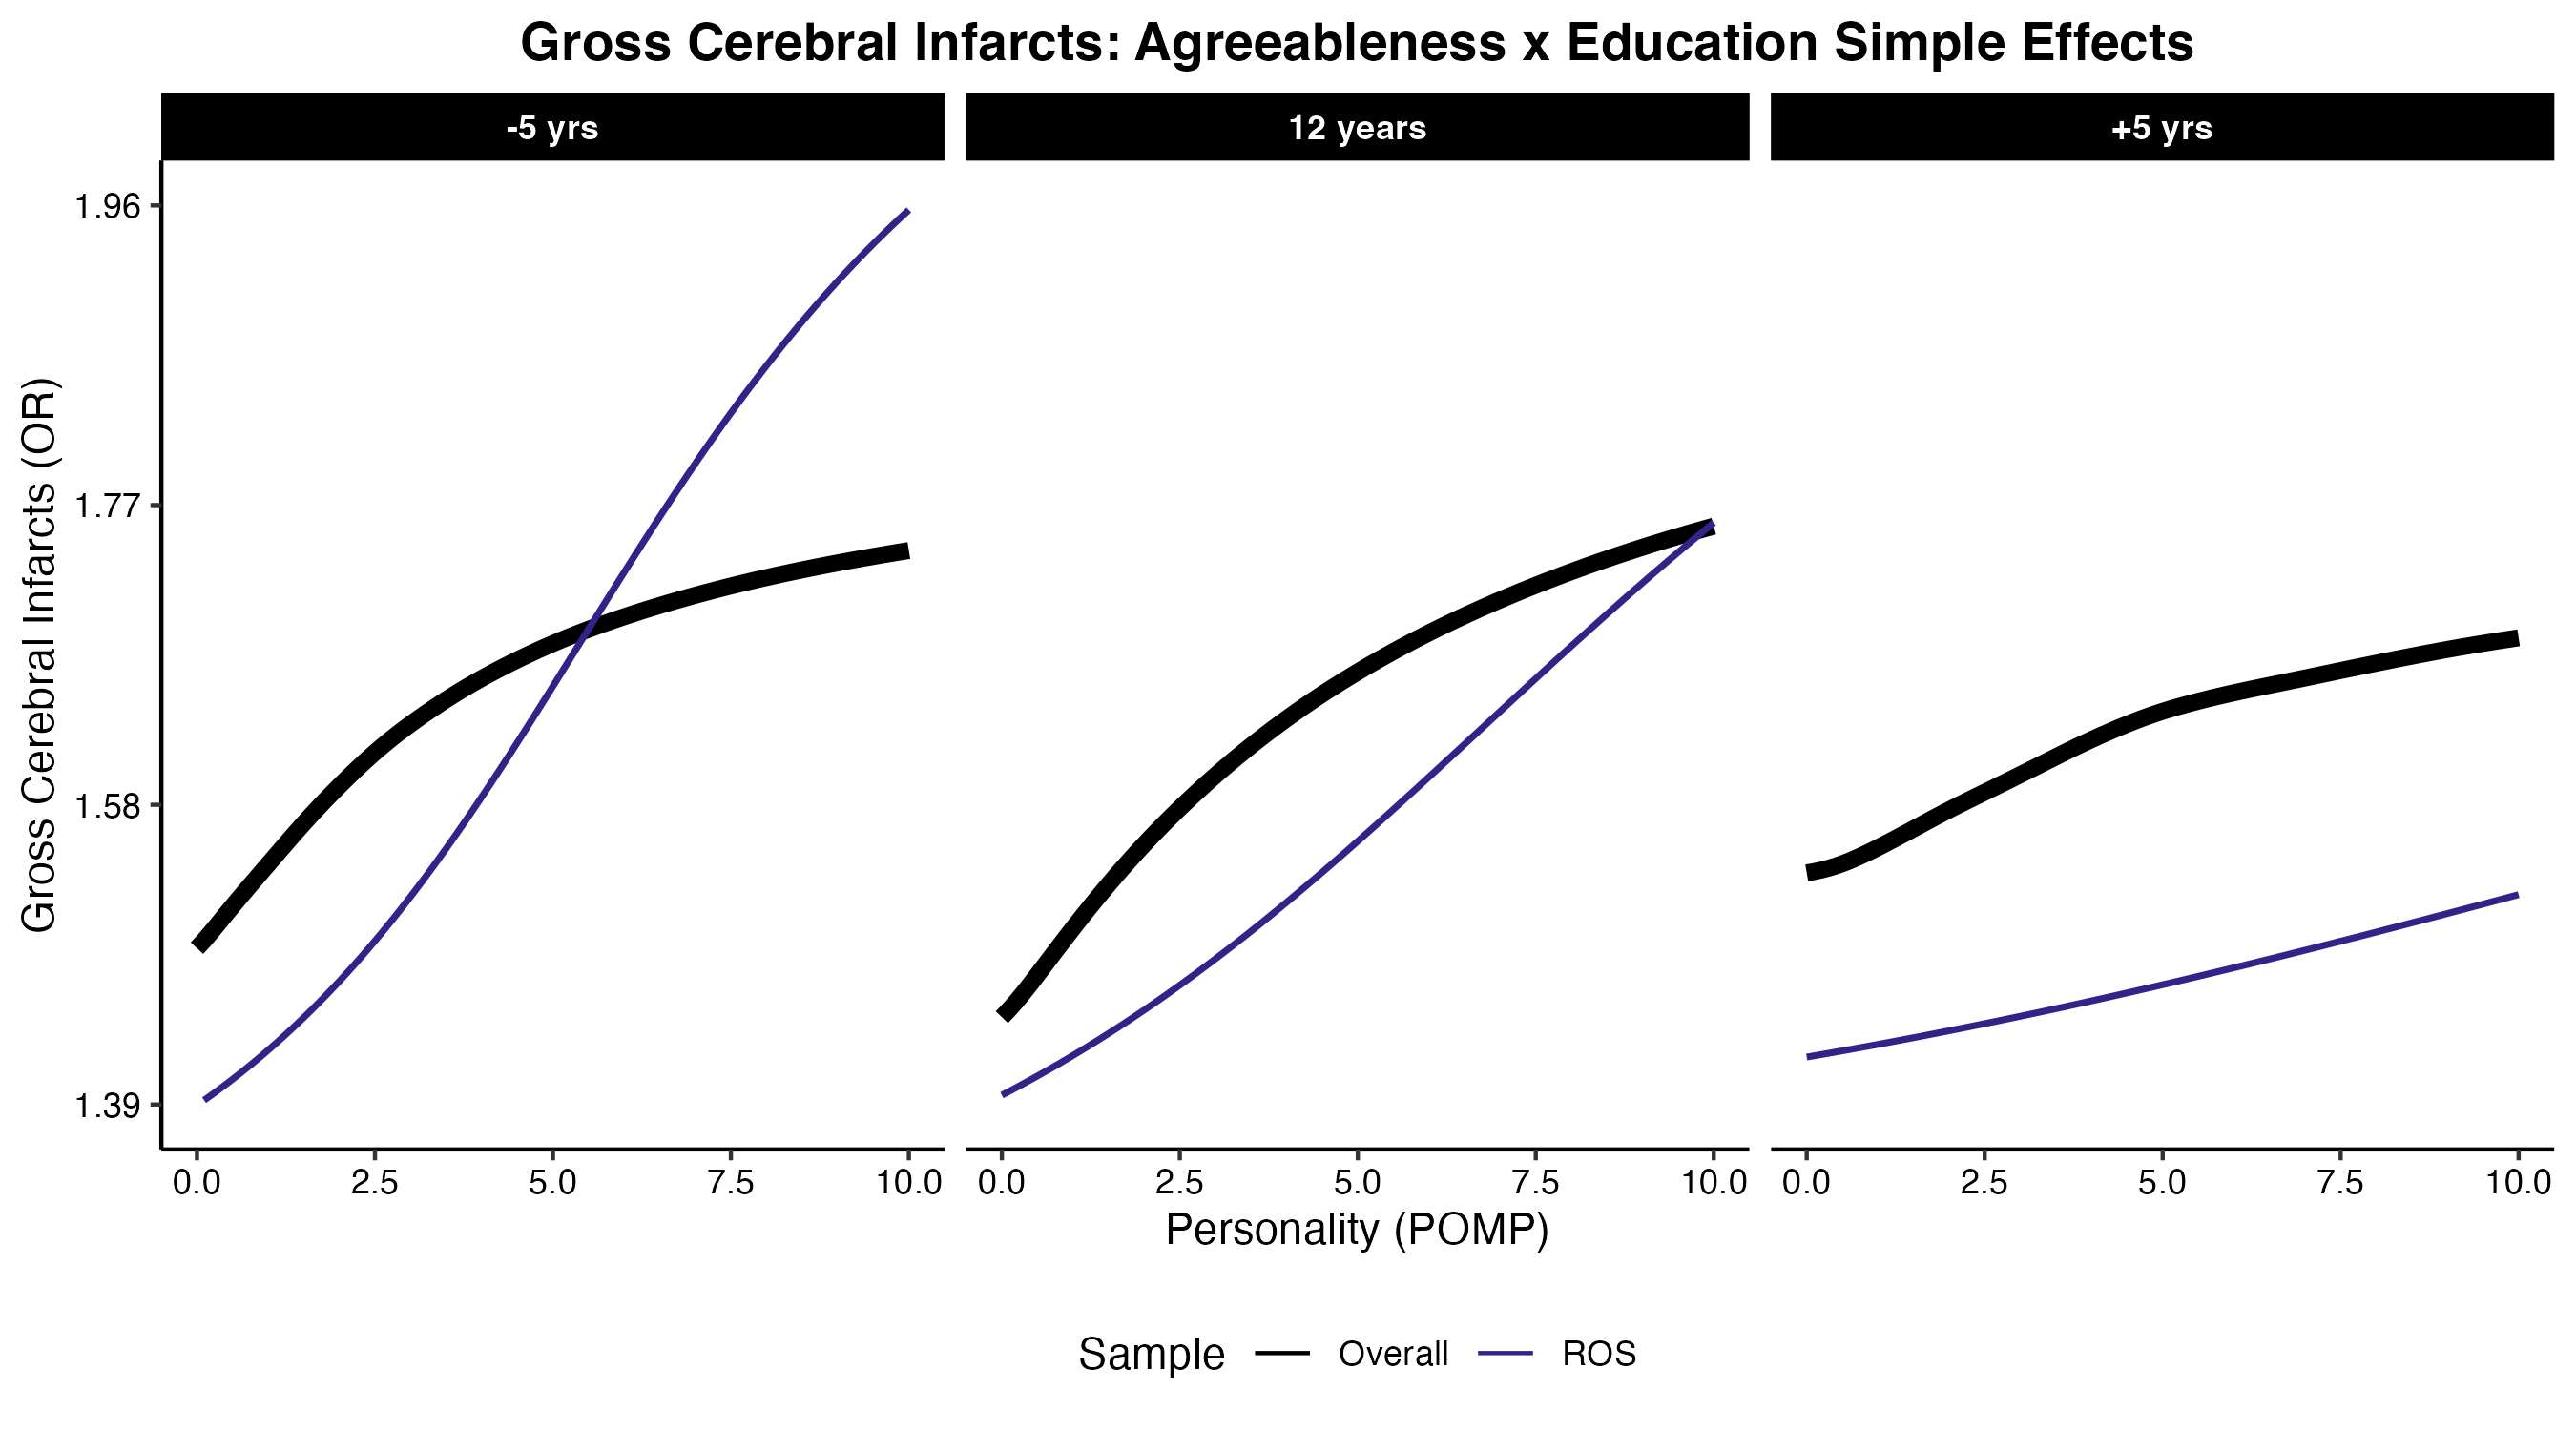 Gross Cerebral Infarcts: Agreeableness x Education Simple Effects
-5 yrs
12 years
+5 yrs
Gross Cerebral Infarcts (OR)
1.96
1.77
1.58
1.39
0.0 2.5 5.0 7.5 10.0
0.0 2.5 5.0 7.5 10.0
0.0 2.5 5.0 7.5 10.0
Personality (POMP)
Sample Overall ROS